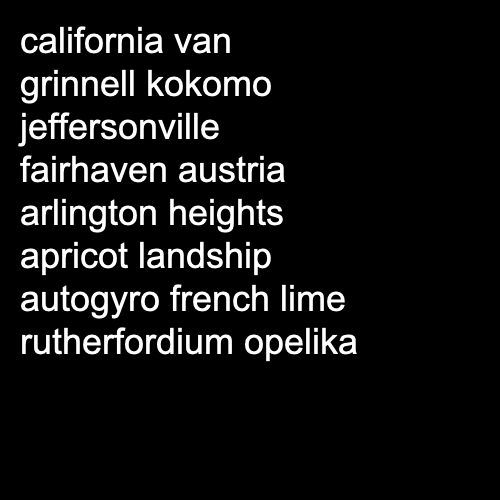 california van
grinnell kokomo
jeffersonville
fairhaven austria
arlington heights
apricot landship
autogyro french lime
rutherfordium opelika